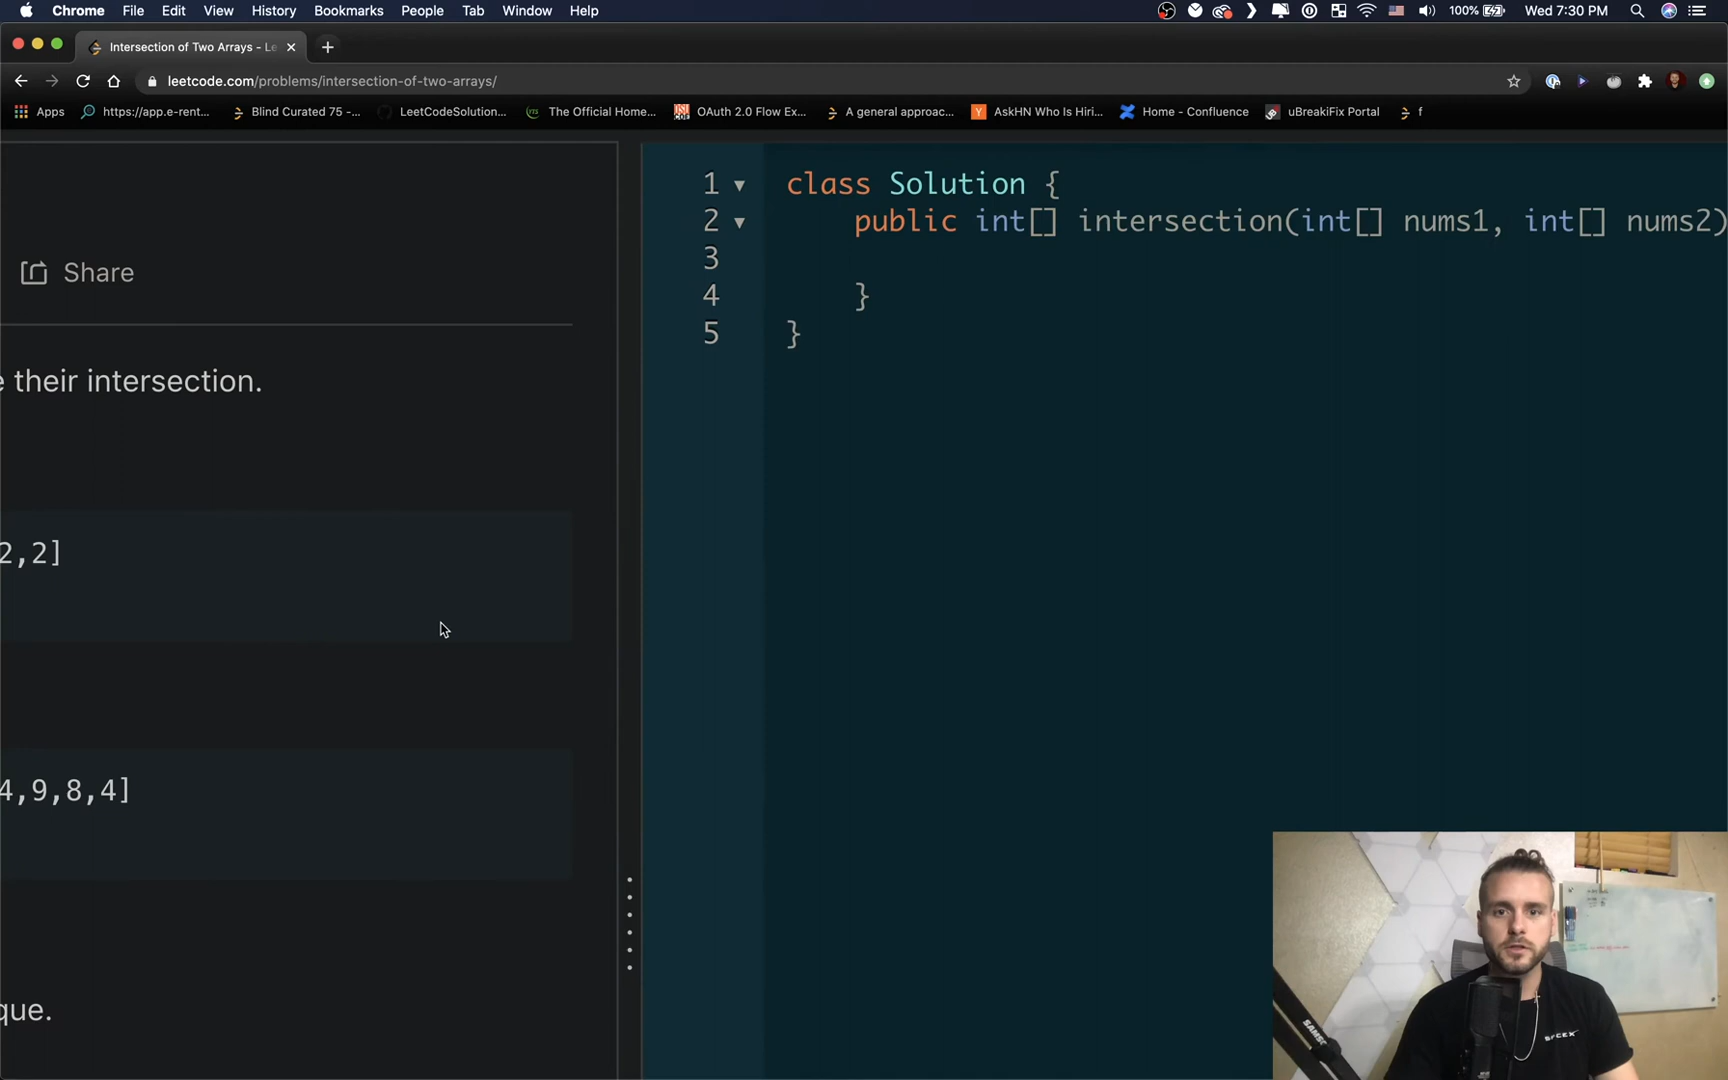 Chrome File Edit View History Bookmarks People Tab Window Help
100% Wed 7:30 PM
Intersection of Two Arrays - Le
leetcode.com/problems/intersection-of-two-arrays/
Apps https://app.e-rent... Blind Curated 75 -... LeetCodeSolution... The Official Home... OAuth 2.0 Flow Ex... A general approac... AskHN Who Is Hiri... Home - Confluence uBreakiFix Portal f
Share
e their intersection.
2,2]
4,9,8,4]
que.
1 class Solution {
2 public int[] intersection(int[] nums1, int[] nums2)
3
4 }
5 }